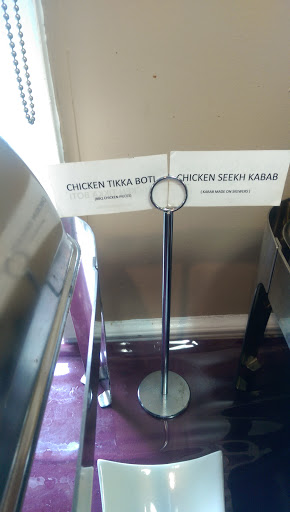 CHICKEN TIKKA BOTI
(BBQ CHICKEN PIECES)
CHICKEN SEEKH KABAB
( KABAB MADE ON SKEWERS )